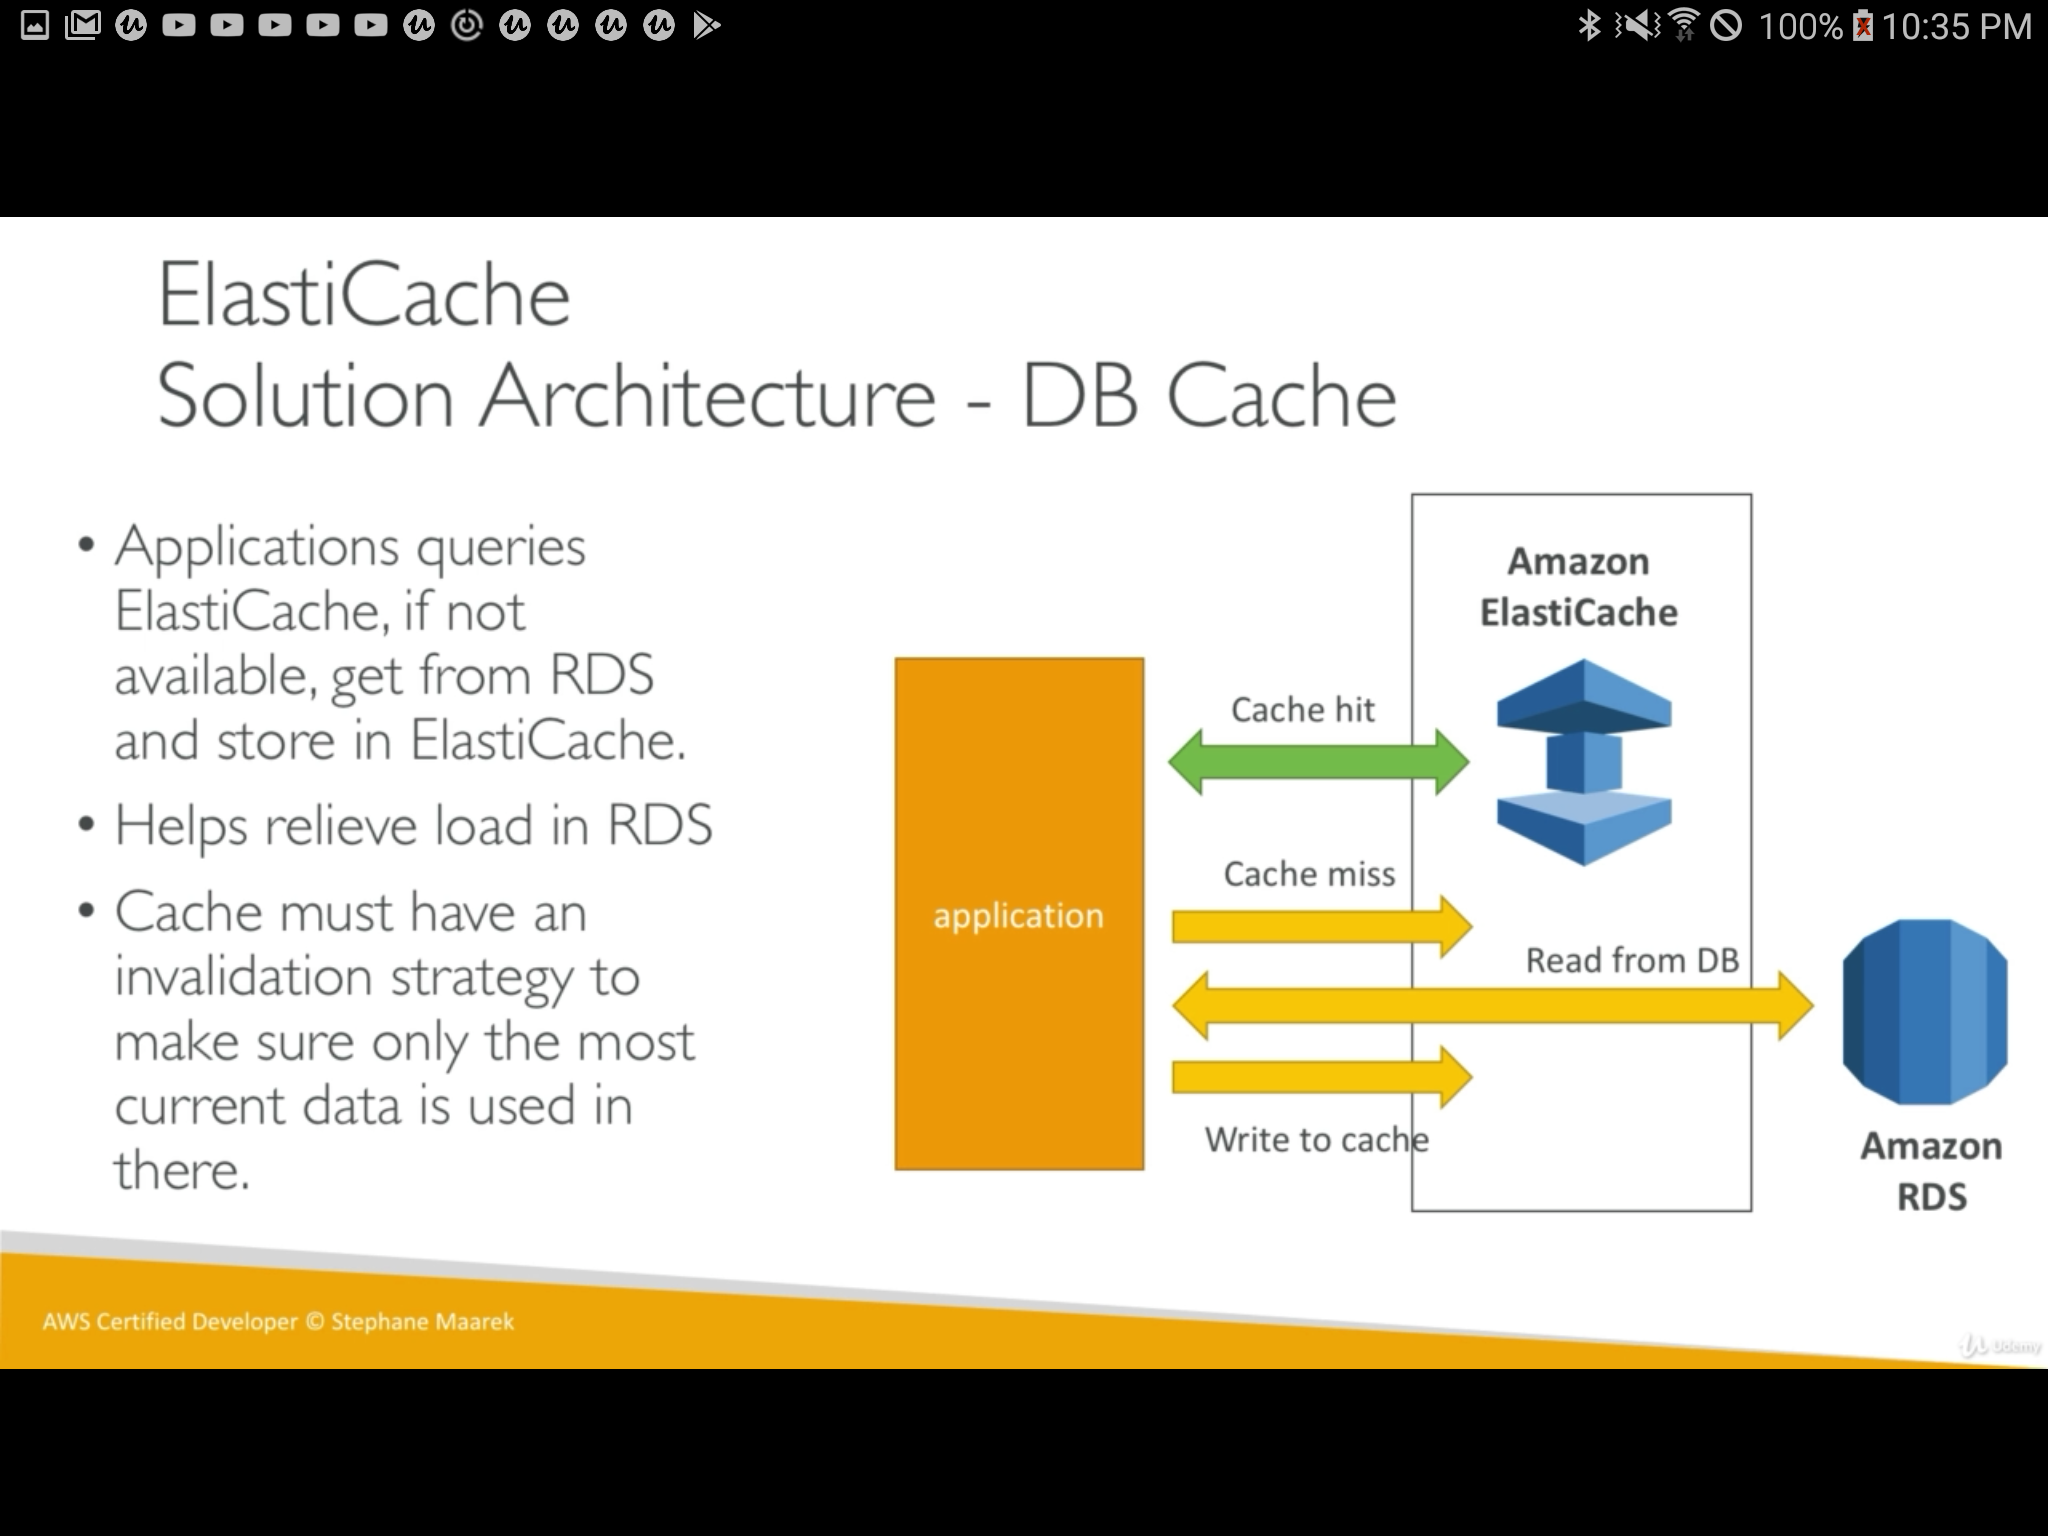 100% 10:35 PM
ElastiCache
Solution Architecture - DB Cache
• Applications queries
ElastiCache, if not
available, get from RDS
and store in ElastiCache.
• Helps relieve load in RDS
• Cache must have an
invalidation strategy to
make sure only the most
current data is used in
there.
application
Cache hit
Cache miss
Read from DB
Write to cache
Amazon
ElastiCache
Amazon
RDS
AWS Certified Developer © Stephane Maarek
Udemy